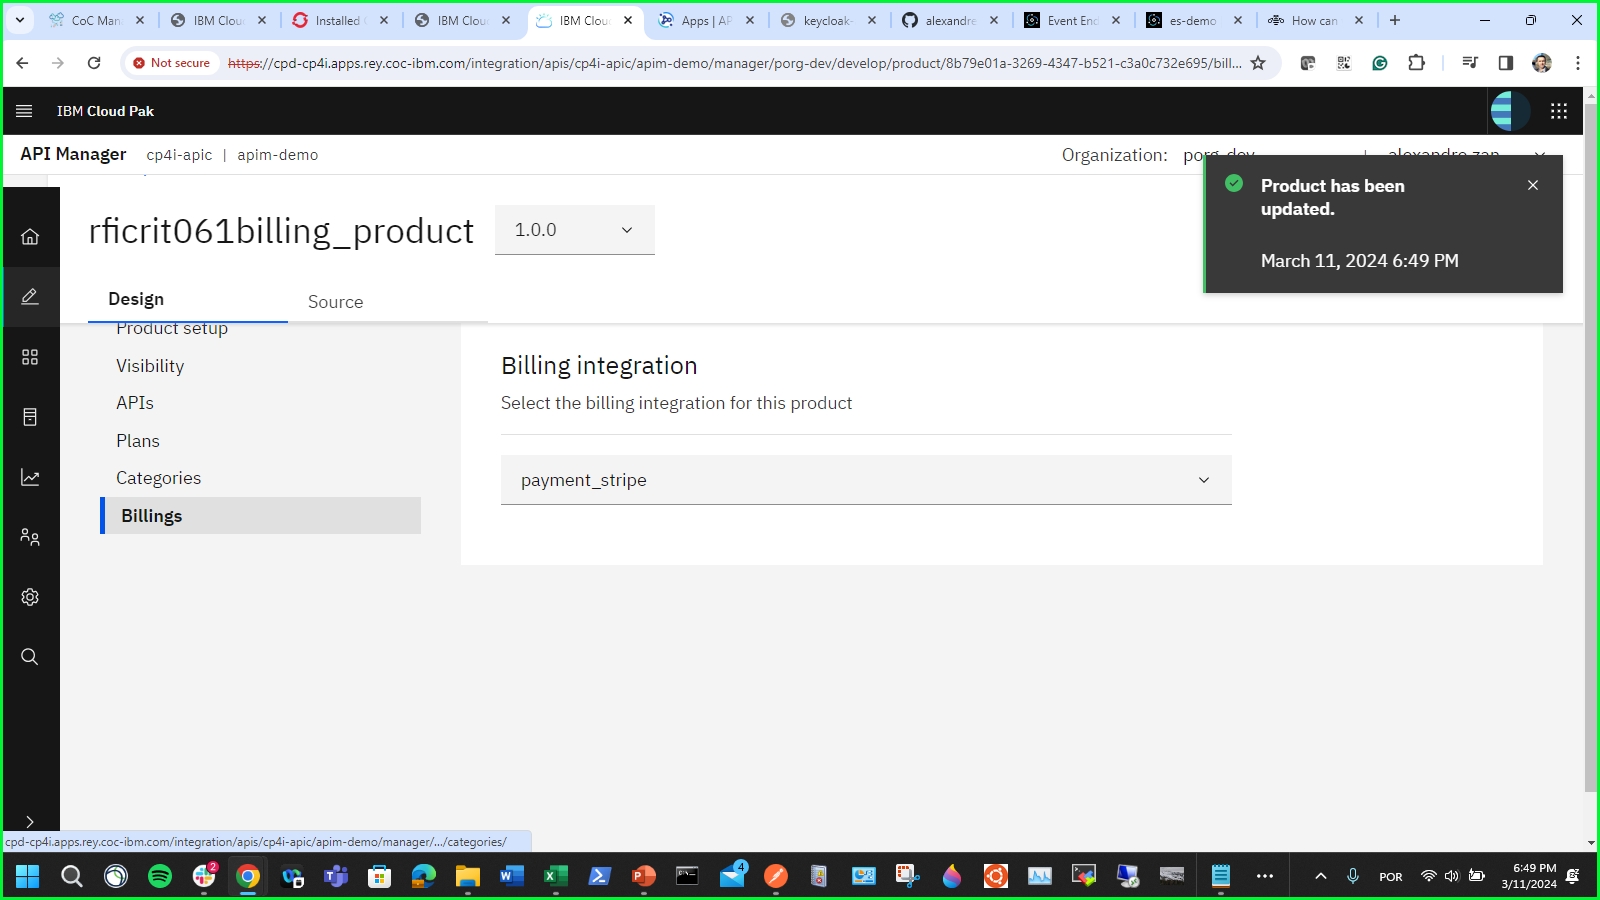 CoC Man
IBM Clou
Installed
IBM Clou
IBM Clou
Apps | AP
keycloak-
alexandre
Event End
es-demo
How can
Not secure
https://cpd-cp4i.apps.rey.coc-ibm.com/integration/apis/cp4i-apic/apim-demo/manager/porg-dev/develop/product/8b79e01a-3269-4347-b521-c3a0c732e695/bill...
IBM Cloud Pak
API Manager cp4i-apic | apim-demo
Organization: porg-dev | alexandre.zan
Product has been
updated.
March 11, 2024 6:49 PM
rficrit061billing_product
1.0.0
Design
Source
Product setup
Visibility
APIs
Plans
Categories
Billings
Billing integration
Select the billing integration for this product
payment_stripe
cpd-cp4i.apps.rey.coc-ibm.com/integration/apis/cp4i-apic/apim-demo/manager/.../categories/
2
4
POR
6:49 PM
3/11/2024